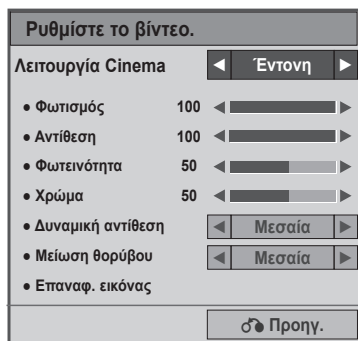 Ρυθμίστε το βίντεο.
Λειτουργία Cinema ◀ Έντονη ▶
● Φωτισμός 100
● Αντίθεση 100
● Φωτεινότητα 50
● Χρώμα 50
● Δυναμική αντίθεση ◀ Μεσαία ▶
● Μείωση θορύβου ◀ Μεσαία ▶
● Επαναφ. εικόνας
Προηγ.